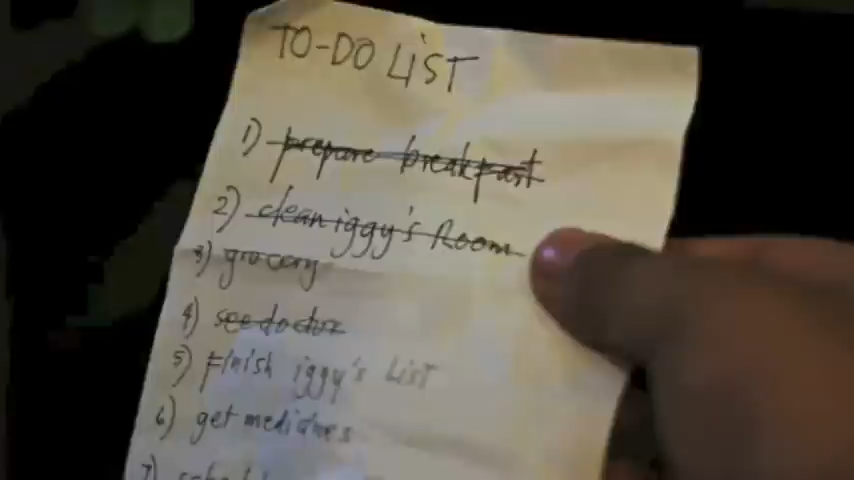 TO-DO LIST
1) prepare breakfast
2) clean iggy's Room
3) grocery
4) see doctor
5) Finish iggy's List
6) get medicines
7)